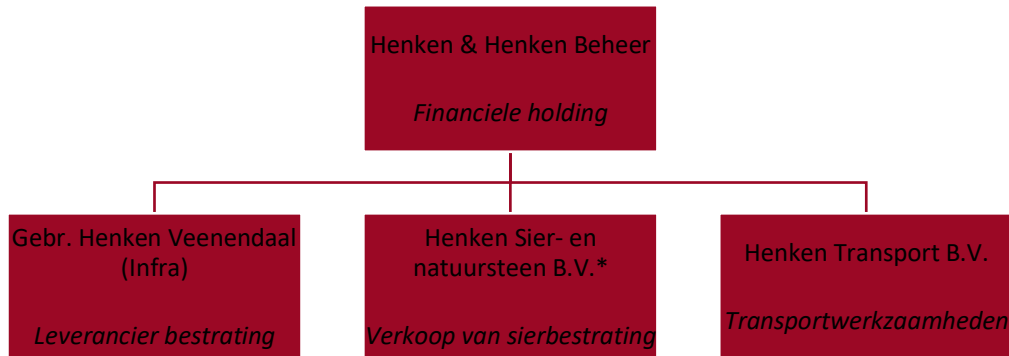 Henken & Henken Beheer
Financiele holding
Gebr. Henken Veenendaal
(Infra)
Leverancier bestrating
Henken Sier- en
natuursteen B.V.*
Verkoop van sierbestrating
Henken Transport B.V.
Transportwerkzaamheden